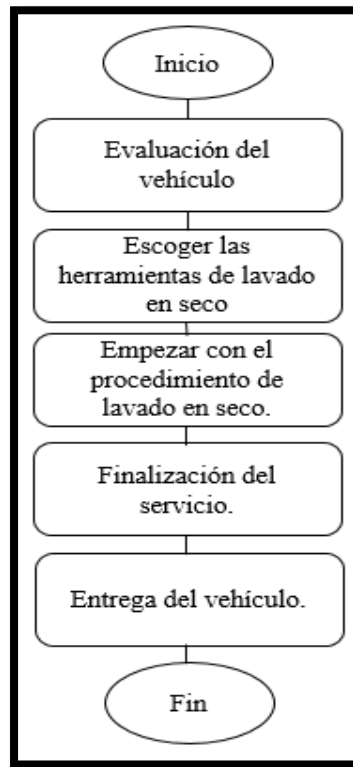 Inicio
Evaluación del
vehículo
Escoger las
herramientas de lavado
en seco
Empezar con el
procedimiento de
lavado en seco.
Finalización del
servicio.
Entrega del vehículo.
Fin